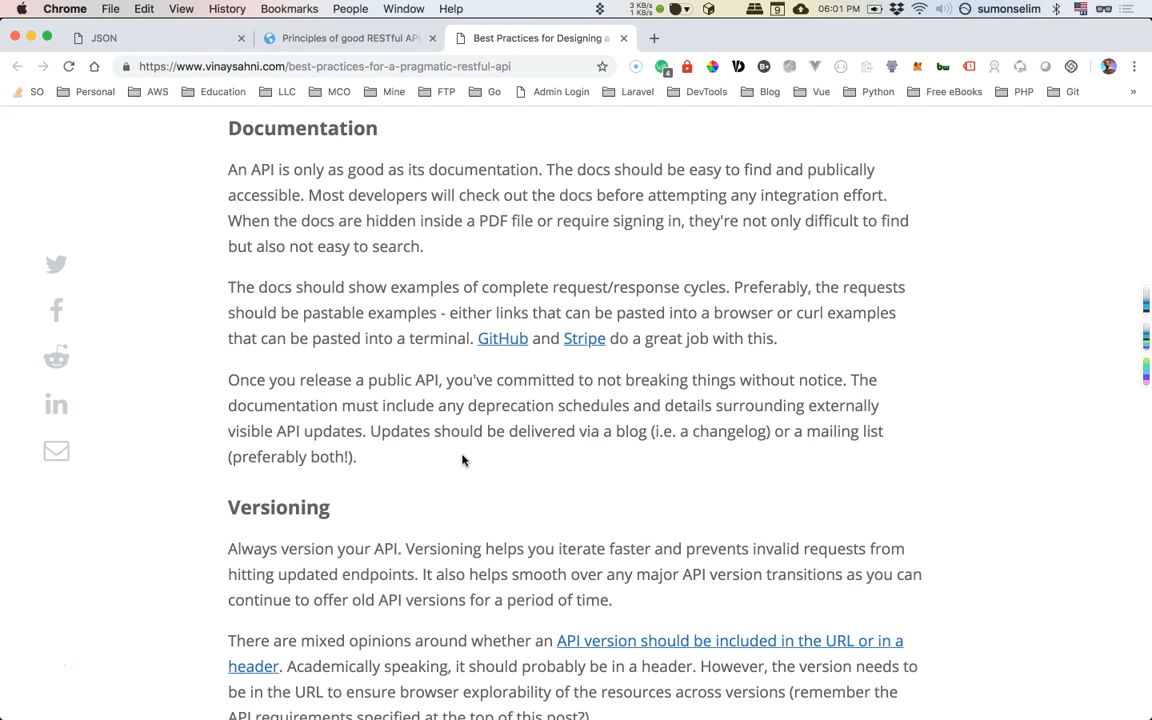 Chrome File Edit View History Bookmarks People Window Help 3 KB/s 1 KB/s 9 06:01 PM sumonselim
JSON × Principles of good RESTful AP × Best Practices for Designing a × +
https://www.vinaysahni.com/best-practices-for-a-pragmatic-restful-api 4
SO Personal AWS Education LLC MCO Mine FTP Go Admin Login Laravel DevTools Blog Vue Python Free eBooks PHP Git »
Documentation
An API is only as good as its documentation. The docs should be easy to find and publically
accessible. Most developers will check out the docs before attempting any integration effort.
When the docs are hidden inside a PDF file or require signing in, they're not only difficult to find
but also not easy to search.
The docs should show examples of complete request/response cycles. Preferably, the requests
should be pastable examples - either links that can be pasted into a browser or curl examples
that can be pasted into a terminal. GitHub and Stripe do a great job with this.
Once you release a public API, you've committed to not breaking things without notice. The
documentation must include any deprecation schedules and details surrounding externally
visible API updates. Updates should be delivered via a blog (i.e. a changelog) or a mailing list
(preferably both!).
Versioning
Always version your API. Versioning helps you iterate faster and prevents invalid requests from
hitting updated endpoints. It also helps smooth over any major API version transitions as you can
continue to offer old API versions for a period of time.
There are mixed opinions around whether an API version should be included in the URL or in a
header. Academically speaking, it should probably be in a header. However, the version needs to
be in the URL to ensure browser explorability of the resources across versions (remember the
API requirements specified at the top of this post?)